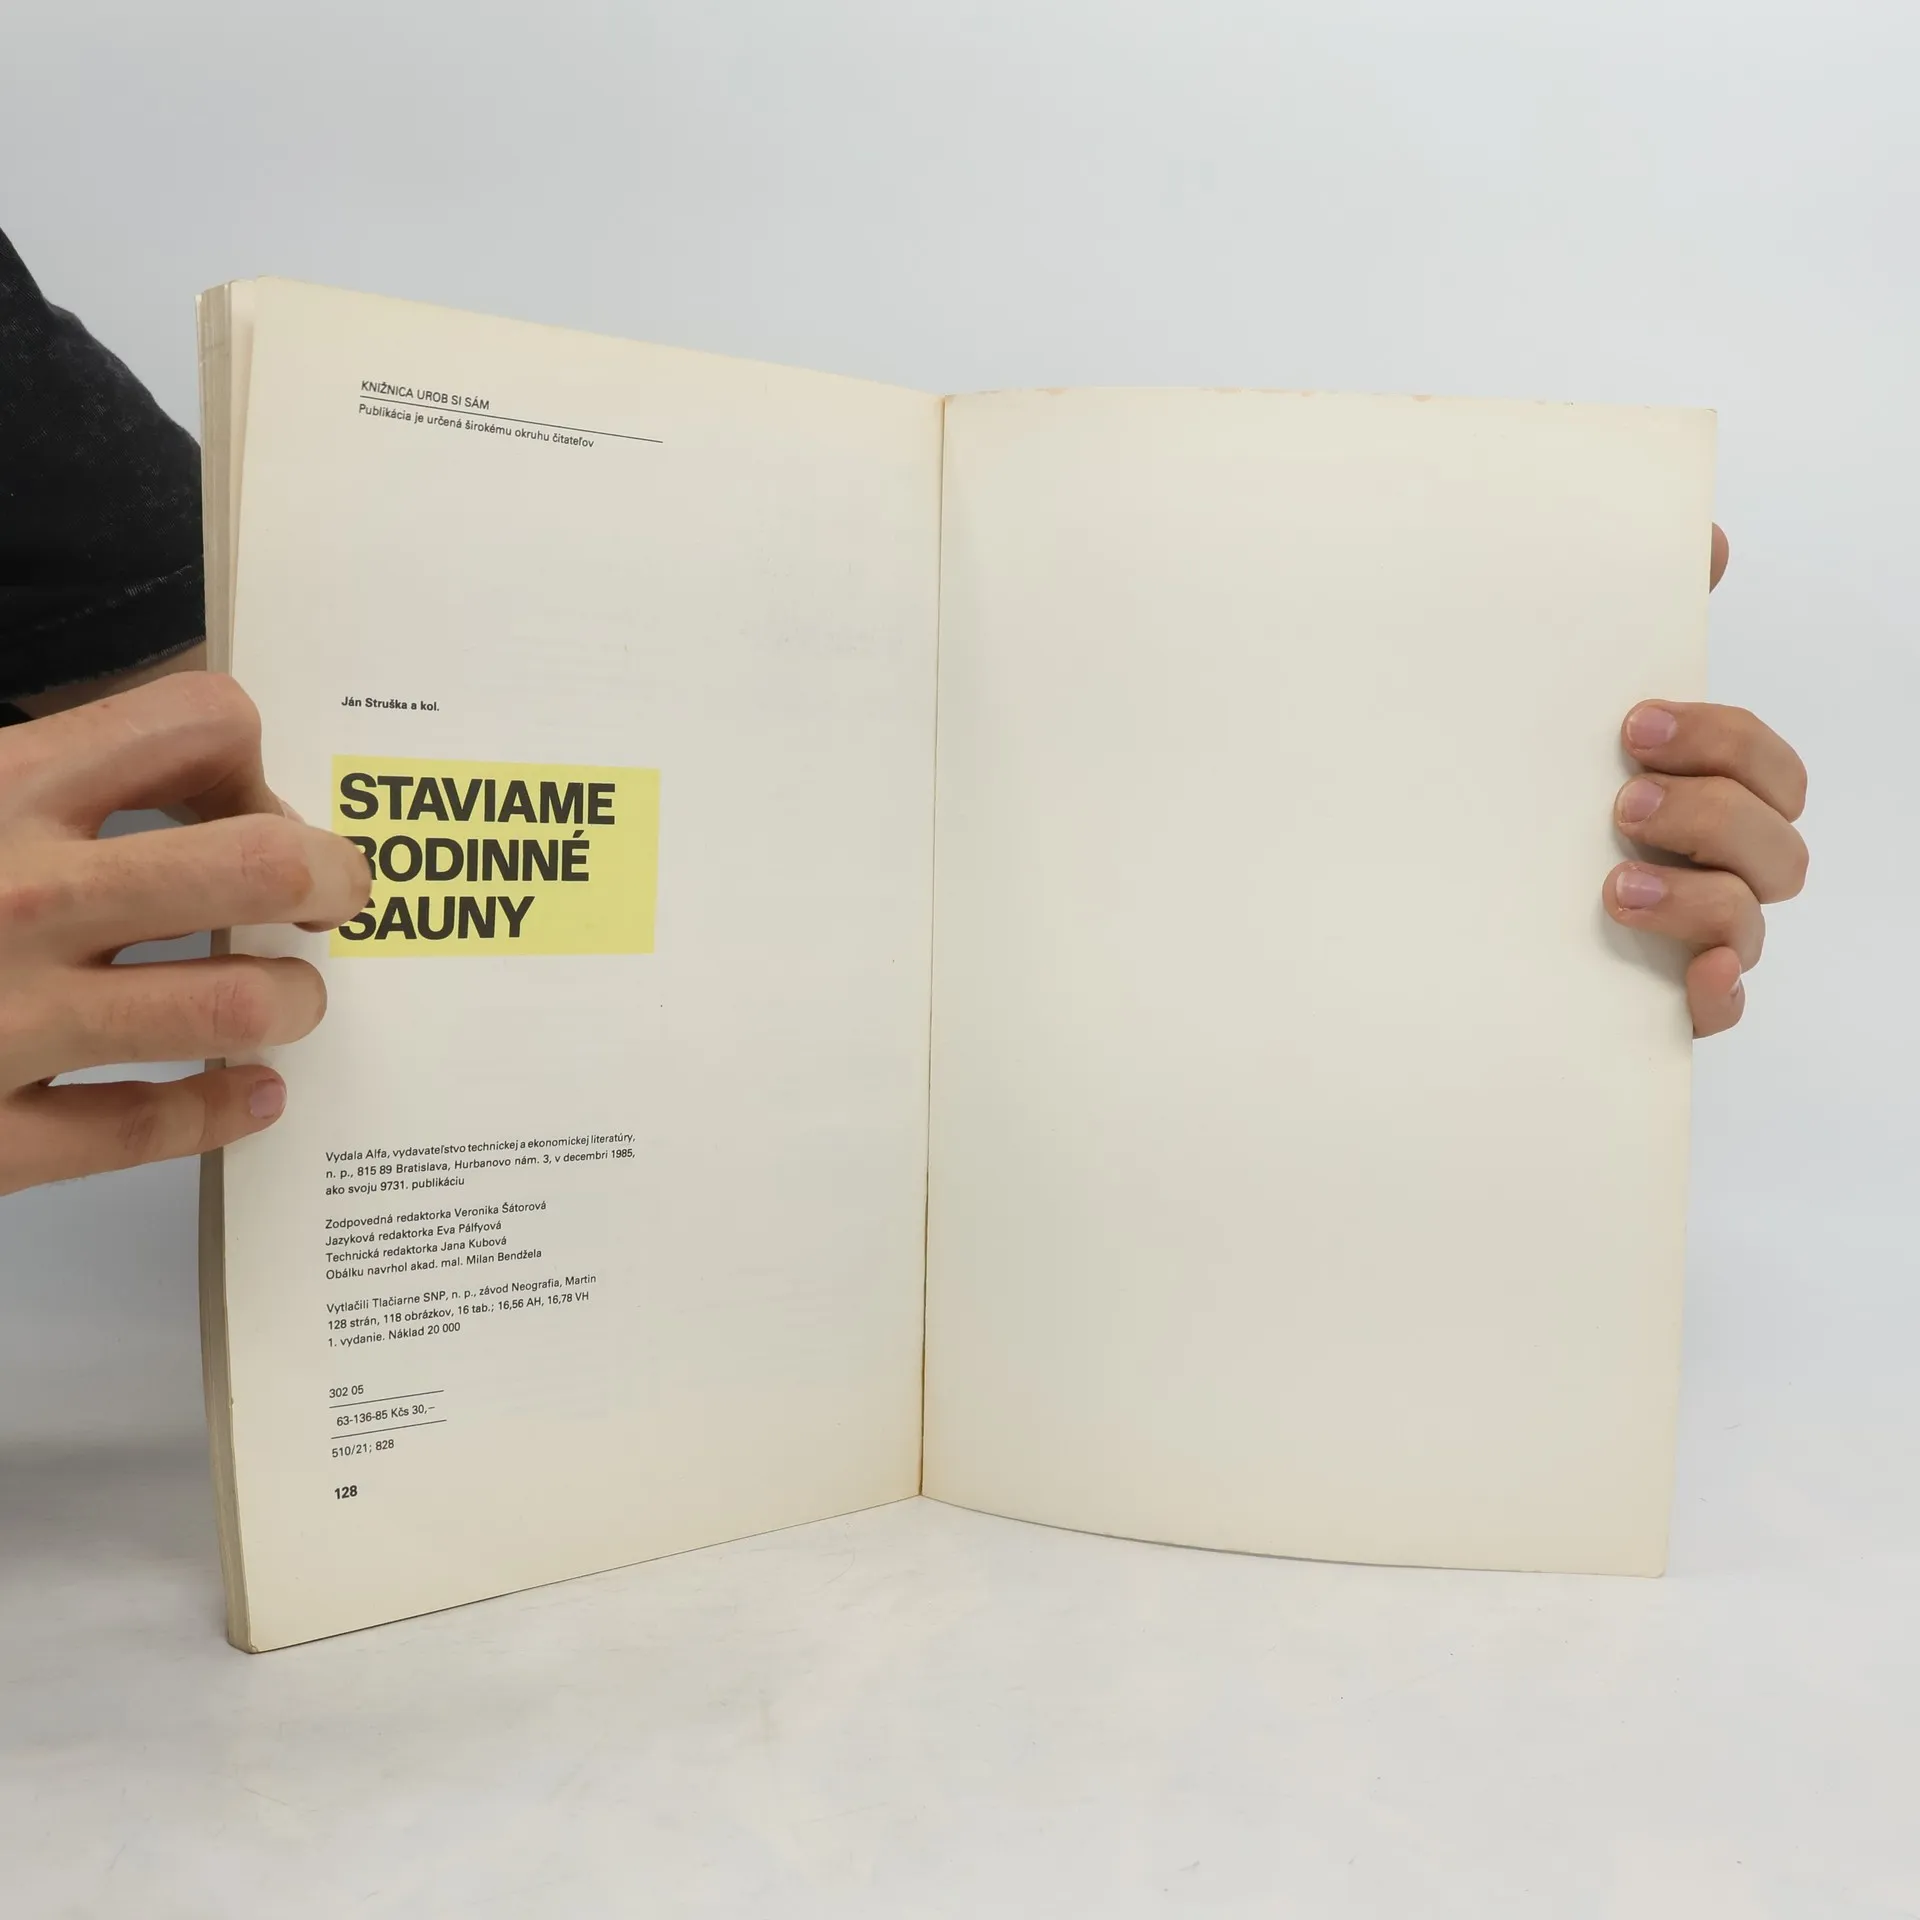 KNIŽNICA UROB SI SÁM
Publikácia je určená širokému okruhu čitateľov
Ján Struška a kol.
STAVIAME
RODINNÉ
SAUNY
Vydala Alfa, vydavateľstvo technickej a ekonomickej literatúry,
n. p., 815 89 Bratislava, Hurbanovo nám. 3, v decembri 1985,
ako svoju 9731. publikáciu
Zodpovedná redaktorka Veronika Šátorová
Jazyková redaktorka Eva Pálfyová
Technická redaktorka Jana Kubová
Obálku navrhol akad. mal. Milan Bendžela
Vytlačili Tlačiarne SNP, n. p., závod Neografia, Martin
128 strán, 118 obrázkov, 16 tab.; 16,56 AH, 16,78 VH
1. vydanie. Náklad 20 000
302 05
63-136-85 Kčs 30,–
510/21; 828
128